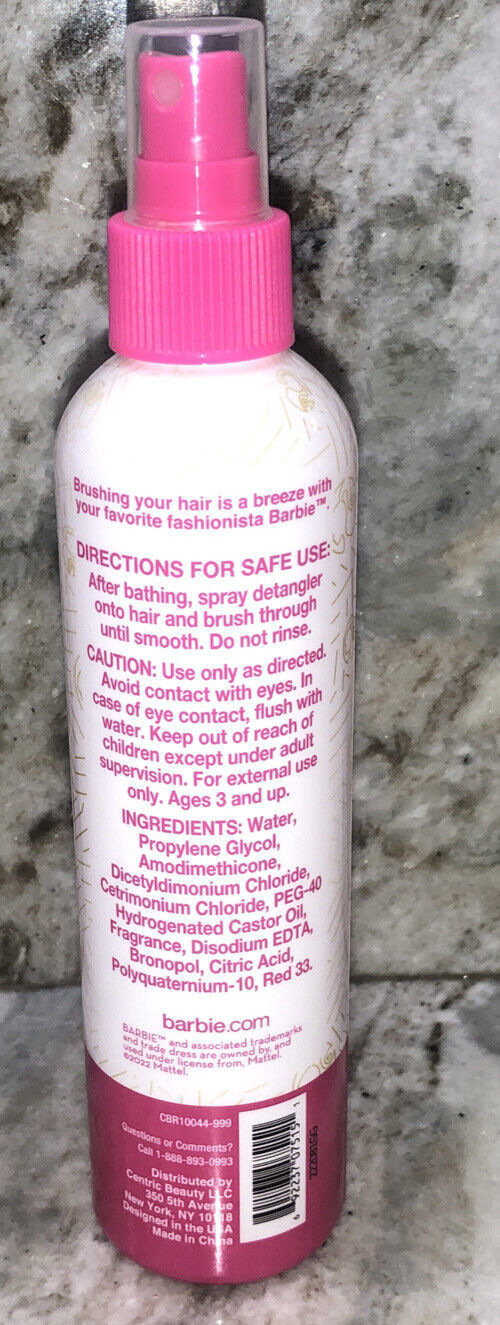 Brushing your hair is a breeze with
your favorite fashionista Barbie™.
DIRECTIONS FOR SAFE USE:
After bathing, spray detangler
onto hair and brush through
until smooth. Do not rinse.
CAUTION: Use only as directed.
Avoid contact with eyes. In
case of eye contact, flush with
water. Keep out of reach of
children except under adult
supervision. For external use
only. Ages 3 and up.
INGREDIENTS: Water,
Propylene Glycol,
Amodimethicone,
Dicetyldimonium Chloride,
Cetrimonium Chloride, PEG-40
Hydrogenated Castor Oil,
Fragrance, Disodium EDTA,
Bronopol, Citric Acid,
Polyquaternium-10, Red 33.
barbie.com
BARBIE™ and associated trademarks
and trade dress are owned by, and
used under license from, Mattel.
©2022 Mattel.
CBR10044-999
Questions or Comments?
Call 1-888-893-0993
Distributed by
Centric Beauty LLC
350 5th Avenue
New York, NY 10118
Designed in the USA
Made in China
6 92237 07515 1